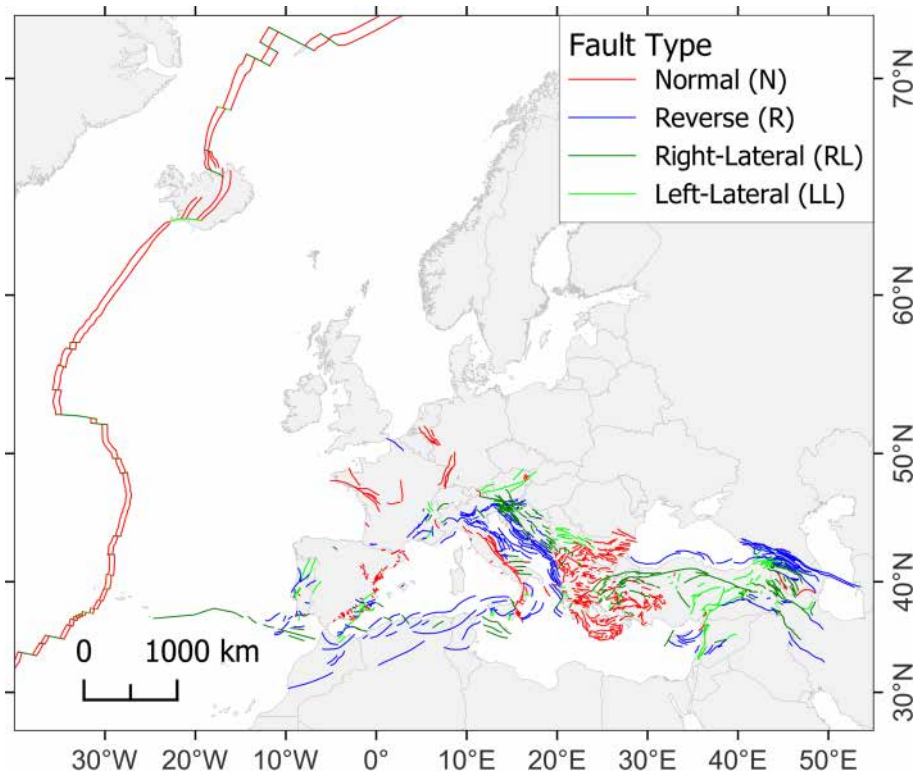 Fault Type
Normal (N)
Reverse (R)
Right-Lateral (RL)
Left-Lateral (LL)
70°N
60°N
50°N
40°N
30°N
0 1000 km
30°W 20°W 10°W 0° 10°E 20°E 30°E 40°E 50°E